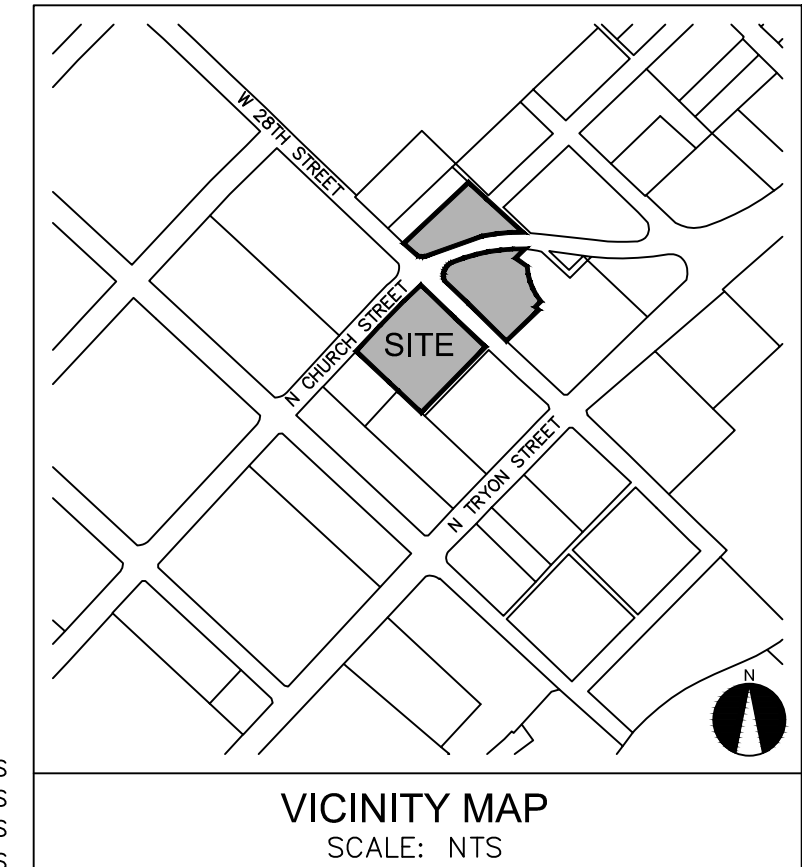 W 28TH STREET
N CHURCH STREET
SITE
N TRYON STREET
N
S
S
S
S
VICINITY MAP
SCALE: NTS